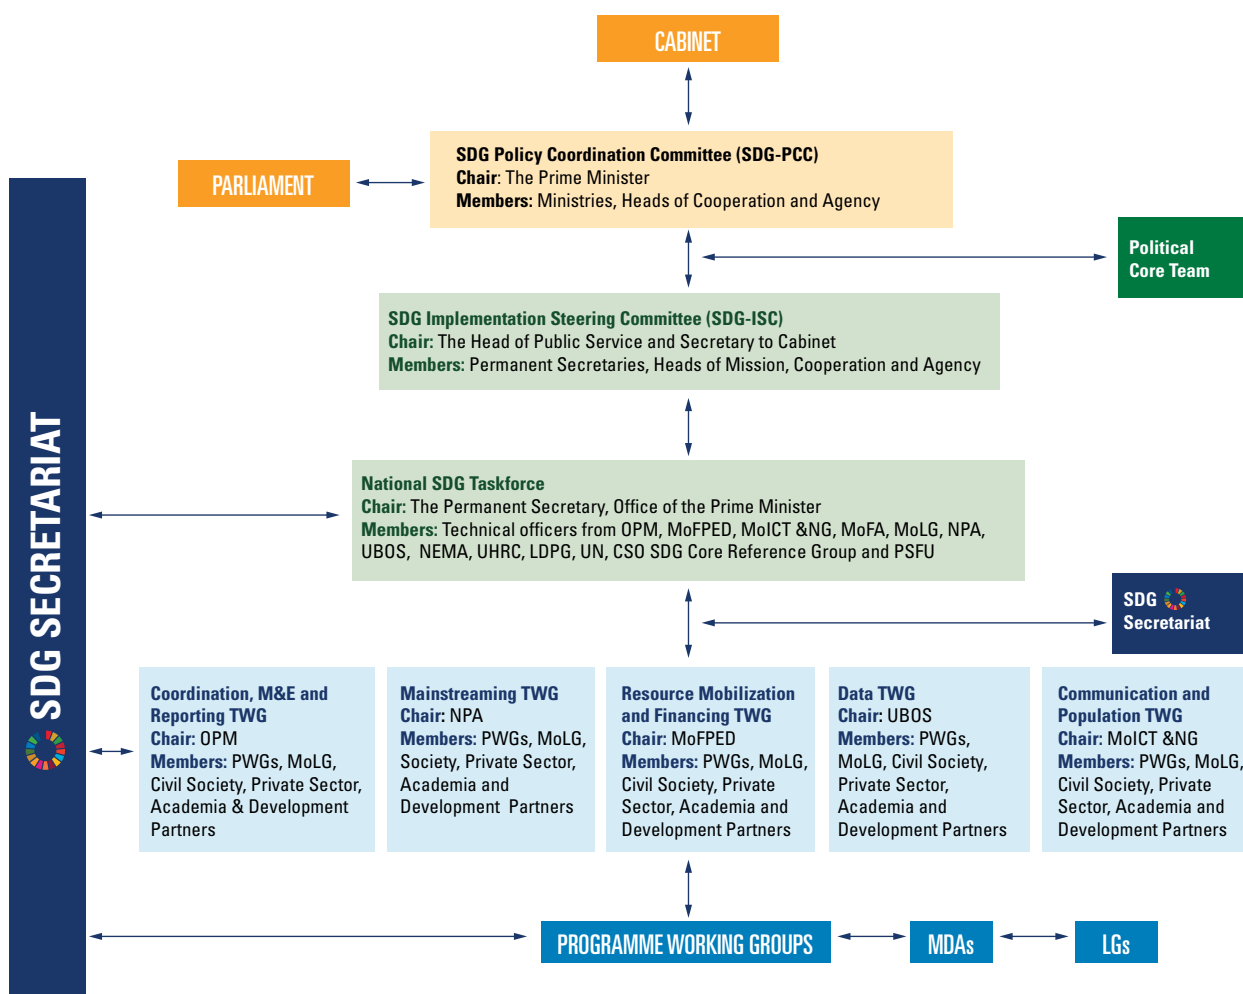 CABINET
SDG Policy Coordination Committee (SDG-PCC)
Chair: The Prime Minister
Members: Ministries, Heads of Cooperation and Agency
PARLIAMENT
Political
Core Team
SDG Implementation Steering Committee (SDG-ISC)
Chair: The Head of Public Service and Secretary to Cabinet
Members: Permanent Secretaries, Heads of Mission, Cooperation and Agency
SDG SECRETARIAT
National SDG Taskforce
Chair: The Permanent Secretary, Office of the Prime Minister
Members: Technical officers from OPM, MoFPED, MoICT &NG, MoFA, MoLG, NPA,
UBOS, NEMA, UHRC, LDPG, UN, CSO SDG Core Reference Group and PSFU
SDG
Secretariat
Coordination, M&E and
Reporting TWG
Chair: OPM
Members: PWGs, MoLG,
Civil Society, Private Sector,
Academia & Development
Partners
Mainstreaming TWG
Chair: NPA
Members: PWGs, MoLG,
Society, Private Sector,
Academia and
Development Partners
Resource Mobilization
and Financing TWG
Chair: MoFPED
Members: PWGs, MoLG,
Civil Society, Private
Sector, Academia and
Development Partners
Data TWG
Chair: UBOS
Members: PWGs,
MoLG, Civil Society,
Private Sector,
Academia and
Development Partners
Communication and
Population TWG
Chair: MoICT &NG
Members: PWGs, MoLG,
Civil Society, Private
Sector, Academia and
Development Partners
PROGRAMME WORKING GROUPS
MDAs
LGs